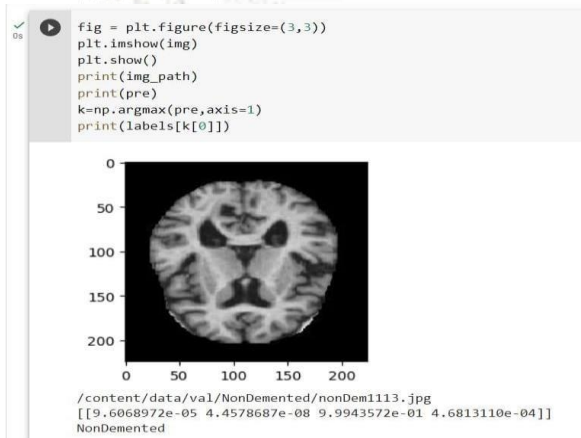 0s
fig = plt.figure(figsize=(3,3))
plt.imshow(img)
plt.show()
print(img_path)
print(pre)
k=np.argmax(pre,axis=1)
print(labels[k[0]])
0
50
100
150
200
0 50 100 150 200
/content/data/val/NonDemented/nonDem1113.jpg
[[9.6068972e-05 4.4578687e-08 9.9943572e-01 4.6813110e-04]]
NonDemented